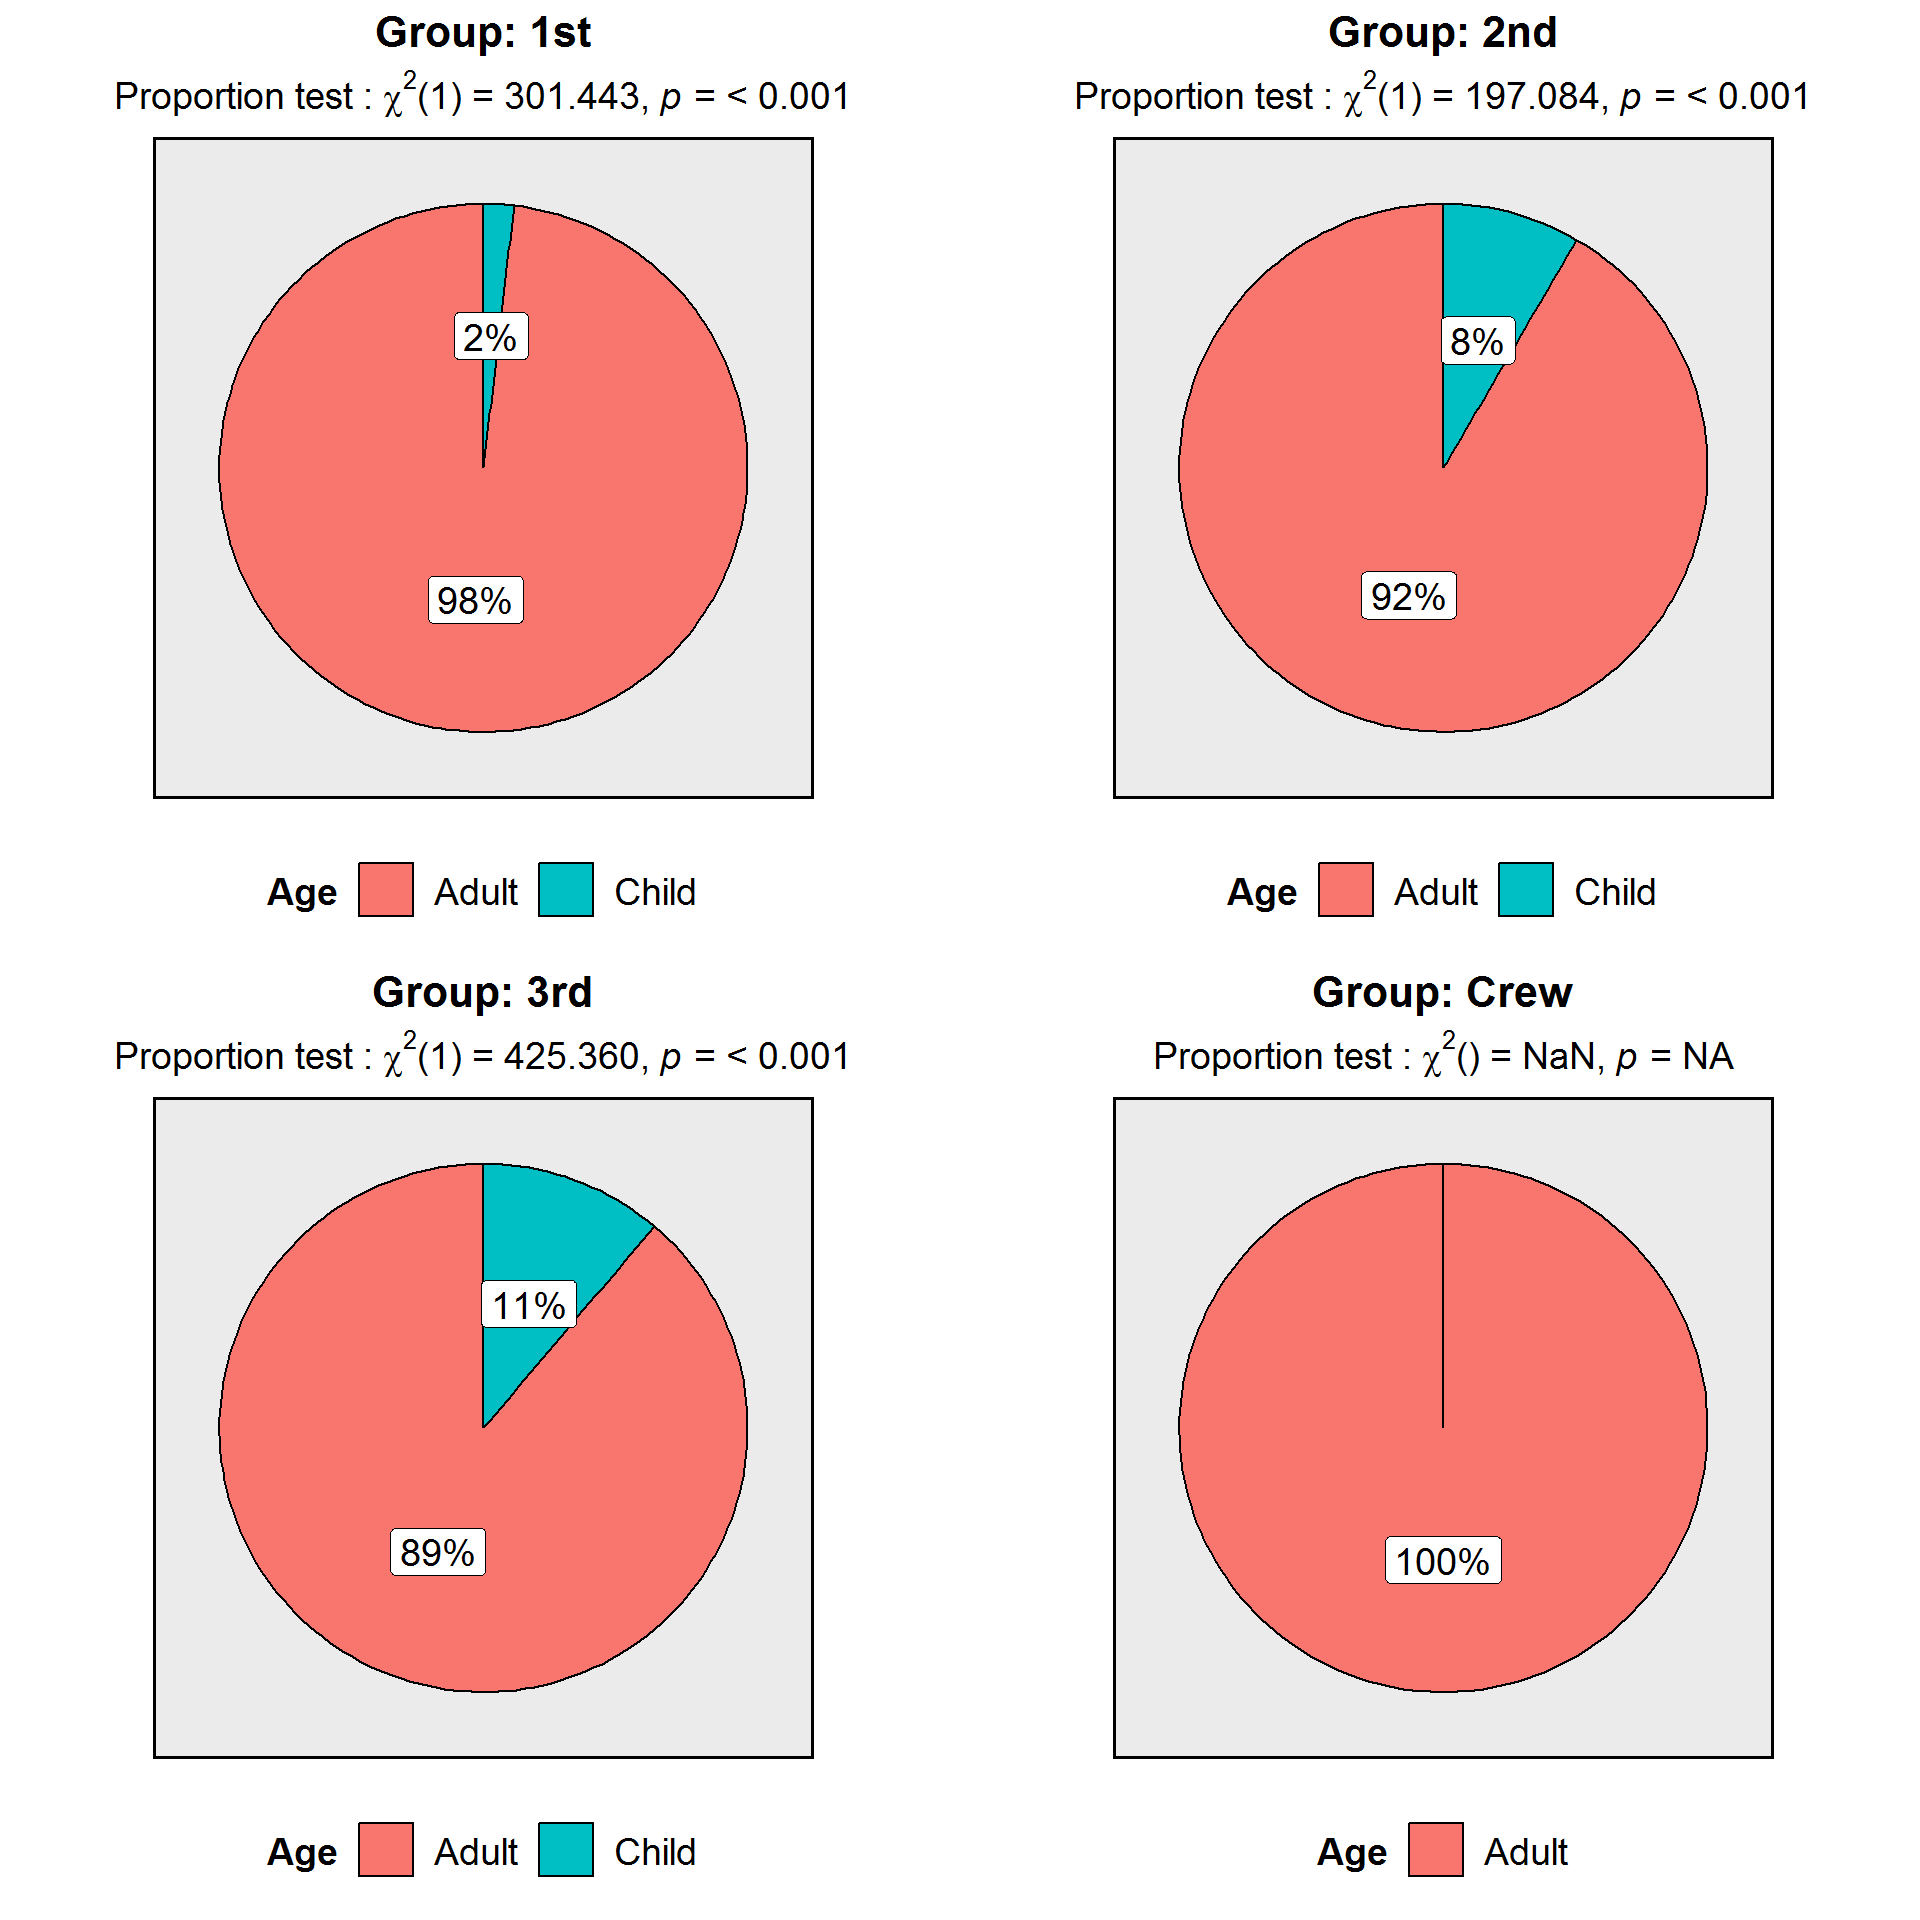 Group: 1st
Proportion test : χ²(1) = 301.443, p = < 0.001
2%
98%
Age Adult Child
Group: 2nd
Proportion test : χ²(1) = 197.084, p = < 0.001
8%
92%
Age Adult Child
Group: 3rd
Proportion test : χ²(1) = 425.360, p = < 0.001
11%
89%
Age Adult Child
Group: Crew
Proportion test : χ²() = NaN, p = NA
100%
Age Adult